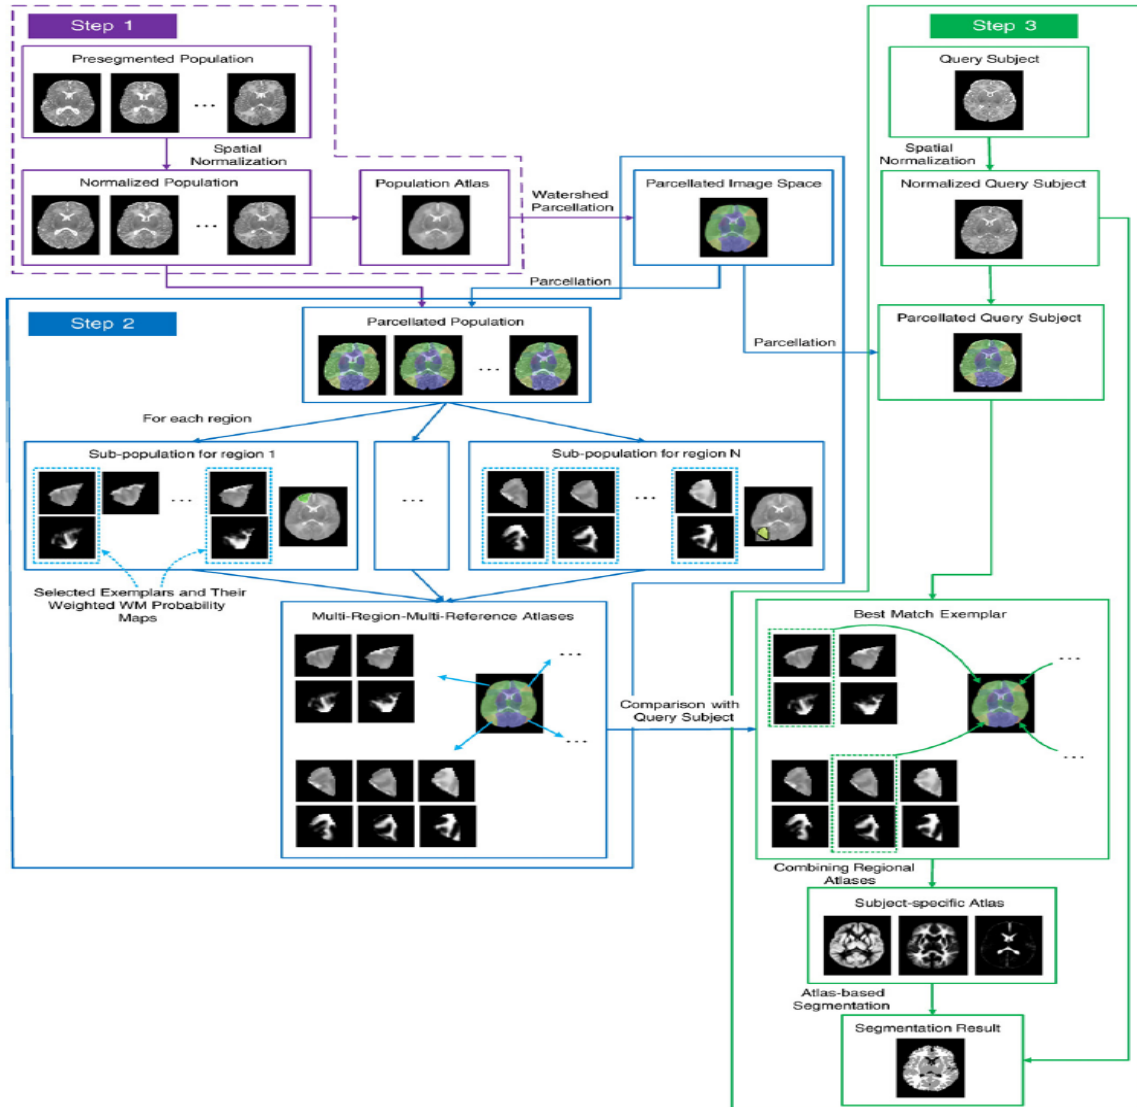 Step 1
Presegmented Population
...
Spatial
Normalization
Normalized Population
...
Population Atlas
Watershed
Parcellation
Parcellated Image Space
Parcellation
Step 2
Parcellated Population
...
Parcellation
For each region
Sub-population for region 1
...
...
Sub-population for region N
...
Selected Exemplars and Their
Weighted WM Probability
Maps
Multi-Region-Multi-Reference Atlases
...
...
Comparison with
Query Subject
Step 3
Query Subject
Spatial
Normalization
Normalized Query Subject
Parcellated Query Subject
Best Match Exemplar
...
...
Combining Regional
Atlases
Subject-specific Atlas
Atlas-based
Segmentation
Segmentation Result